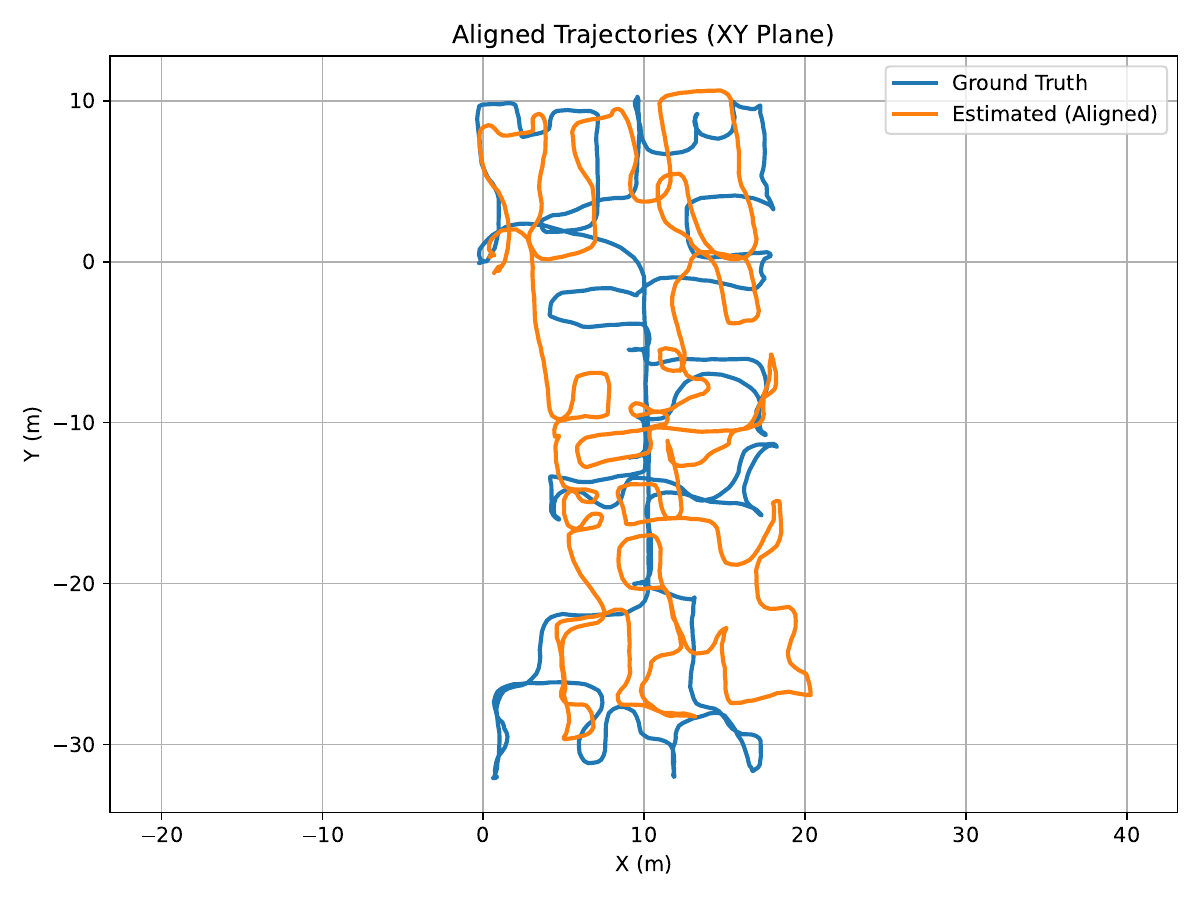 Aligned Trajectories (XY Plane)
Ground Truth
Estimated (Aligned)
10
0
−10
−20
−30
Y (m)
−20
−10
0
10
20
30
40
X (m)